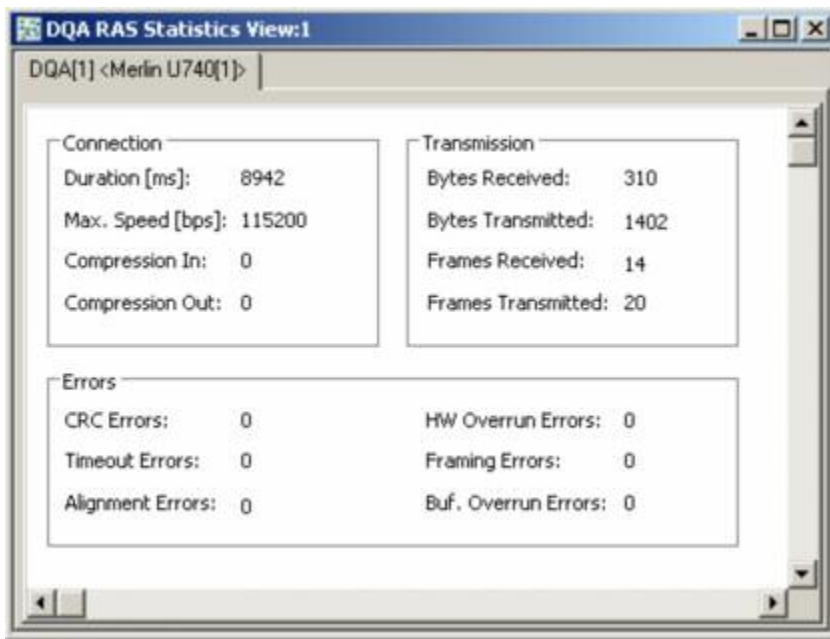 DQA RAS Statistics View:1
DQA[1] <Merlin U740[1]>
Connection
Duration [ms]: 8942
Max. Speed [bps]: 115200
Compression In: 0
Compression Out: 0
Transmission
Bytes Received: 310
Bytes Transmitted: 1402
Frames Received: 14
Frames Transmitted: 20
Errors
CRC Errors: 0
Timeout Errors: 0
Alignment Errors: 0
HW Overrun Errors: 0
Framing Errors: 0
Buf. Overrun Errors: 0